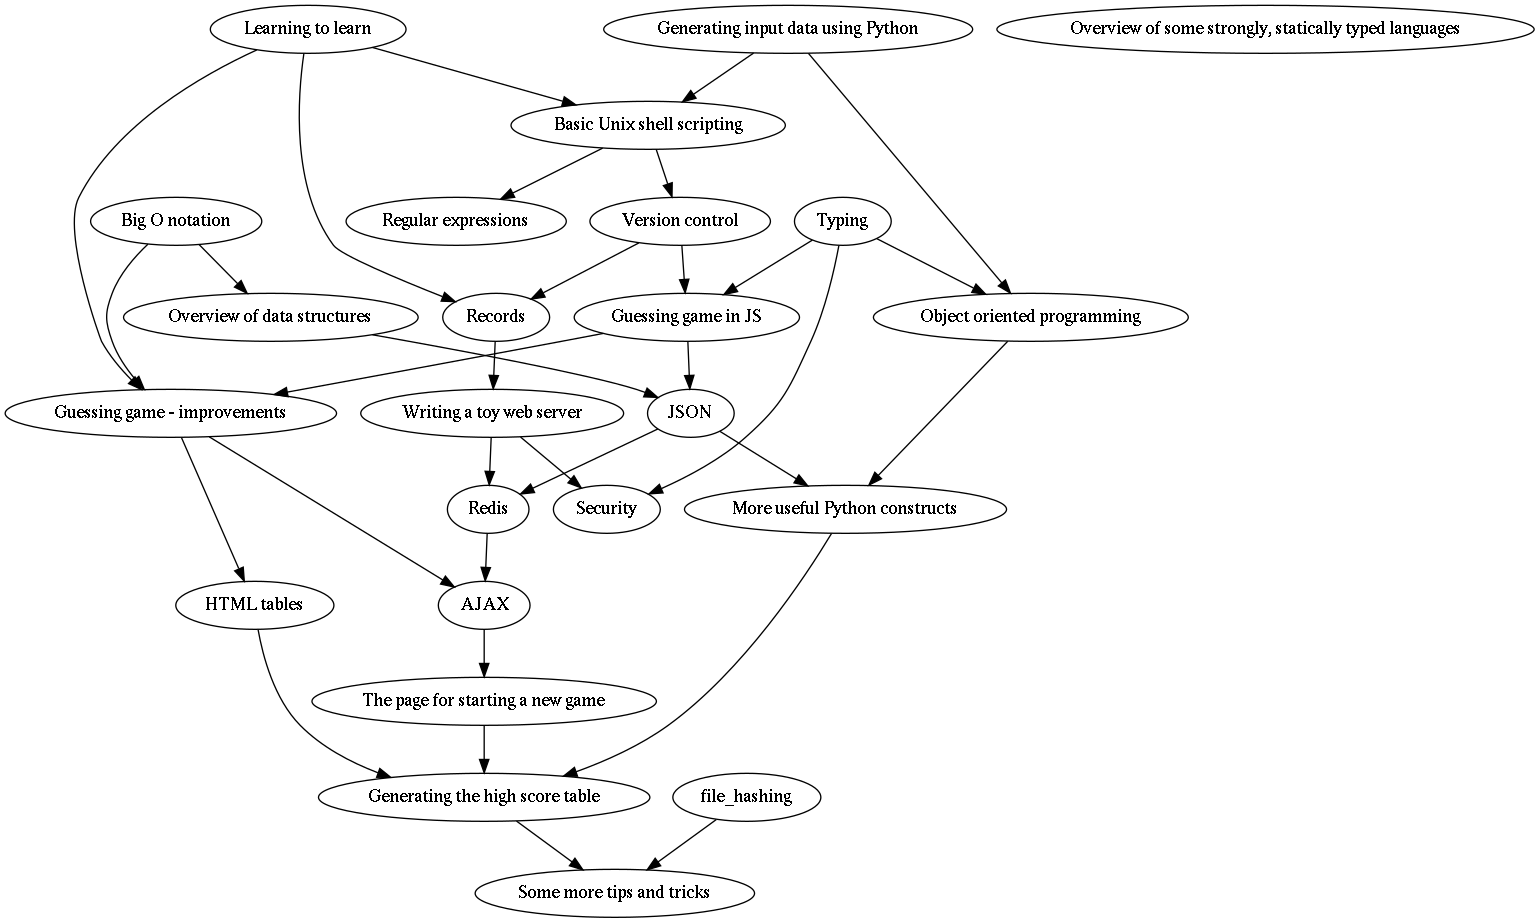 Learning to learn
Generating input data using Python
Overview of some strongly, statically typed languages
Basic Unix shell scripting
Big O notation
Regular expressions
Version control
Typing
Overview of data structures
Records
Guessing game in JS
Object oriented programming
Guessing game - improvements
Writing a toy web server
JSON
Redis
Security
More useful Python constructs
HTML tables
AJAX
The page for starting a new game
Generating the high score table
file_hashing
Some more tips and tricks